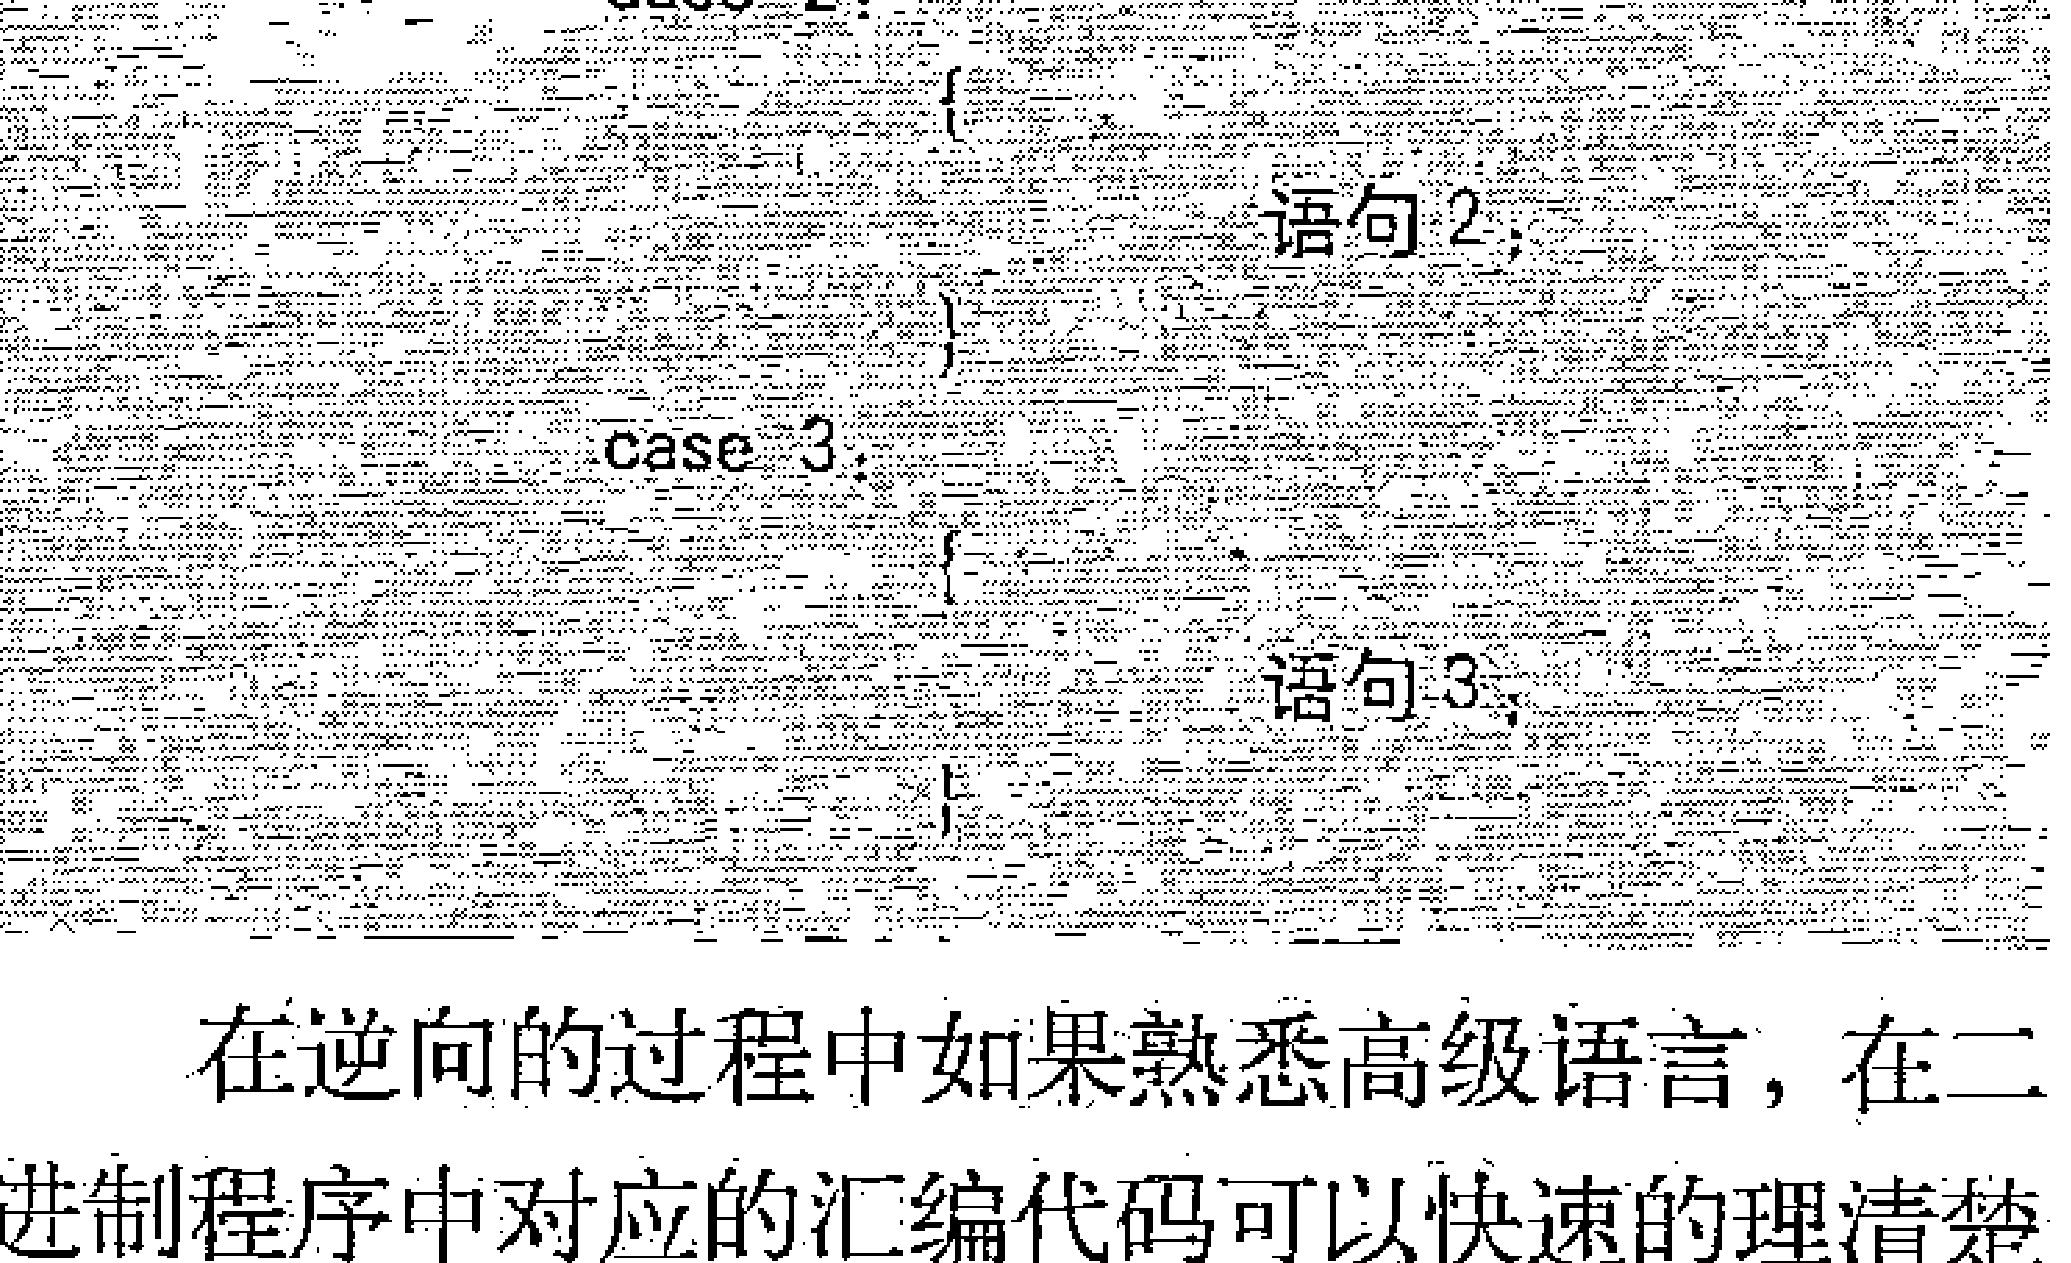 case 2:
{
语句 2;
}
case 3:
{
语句 3;
}
在逆向的过程中如果熟悉高级语言，在二
进制程序中对应的汇编代码可以快速的理清楚